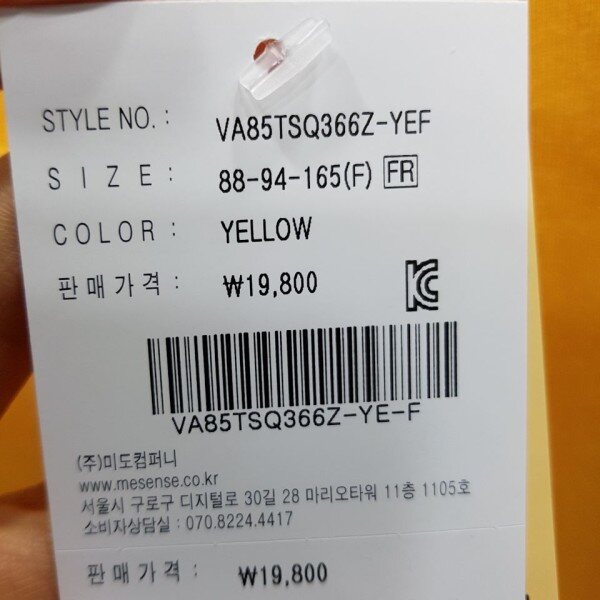 STYLE NO. : VA85TSQ366Z-YEF
SIZE : 88-94-165(F) FR
COLOR : YELLOW
판매가격 : ₩19,800
VA85TSQ366Z-YE-F
(주)미도컴퍼니
www.mesense.co.kr
서울시 구로구 디지털로 30길 28 마리오타워 11층 1105호
소비자상담실 : 070.8224.4417
판매가격 : ₩19,800